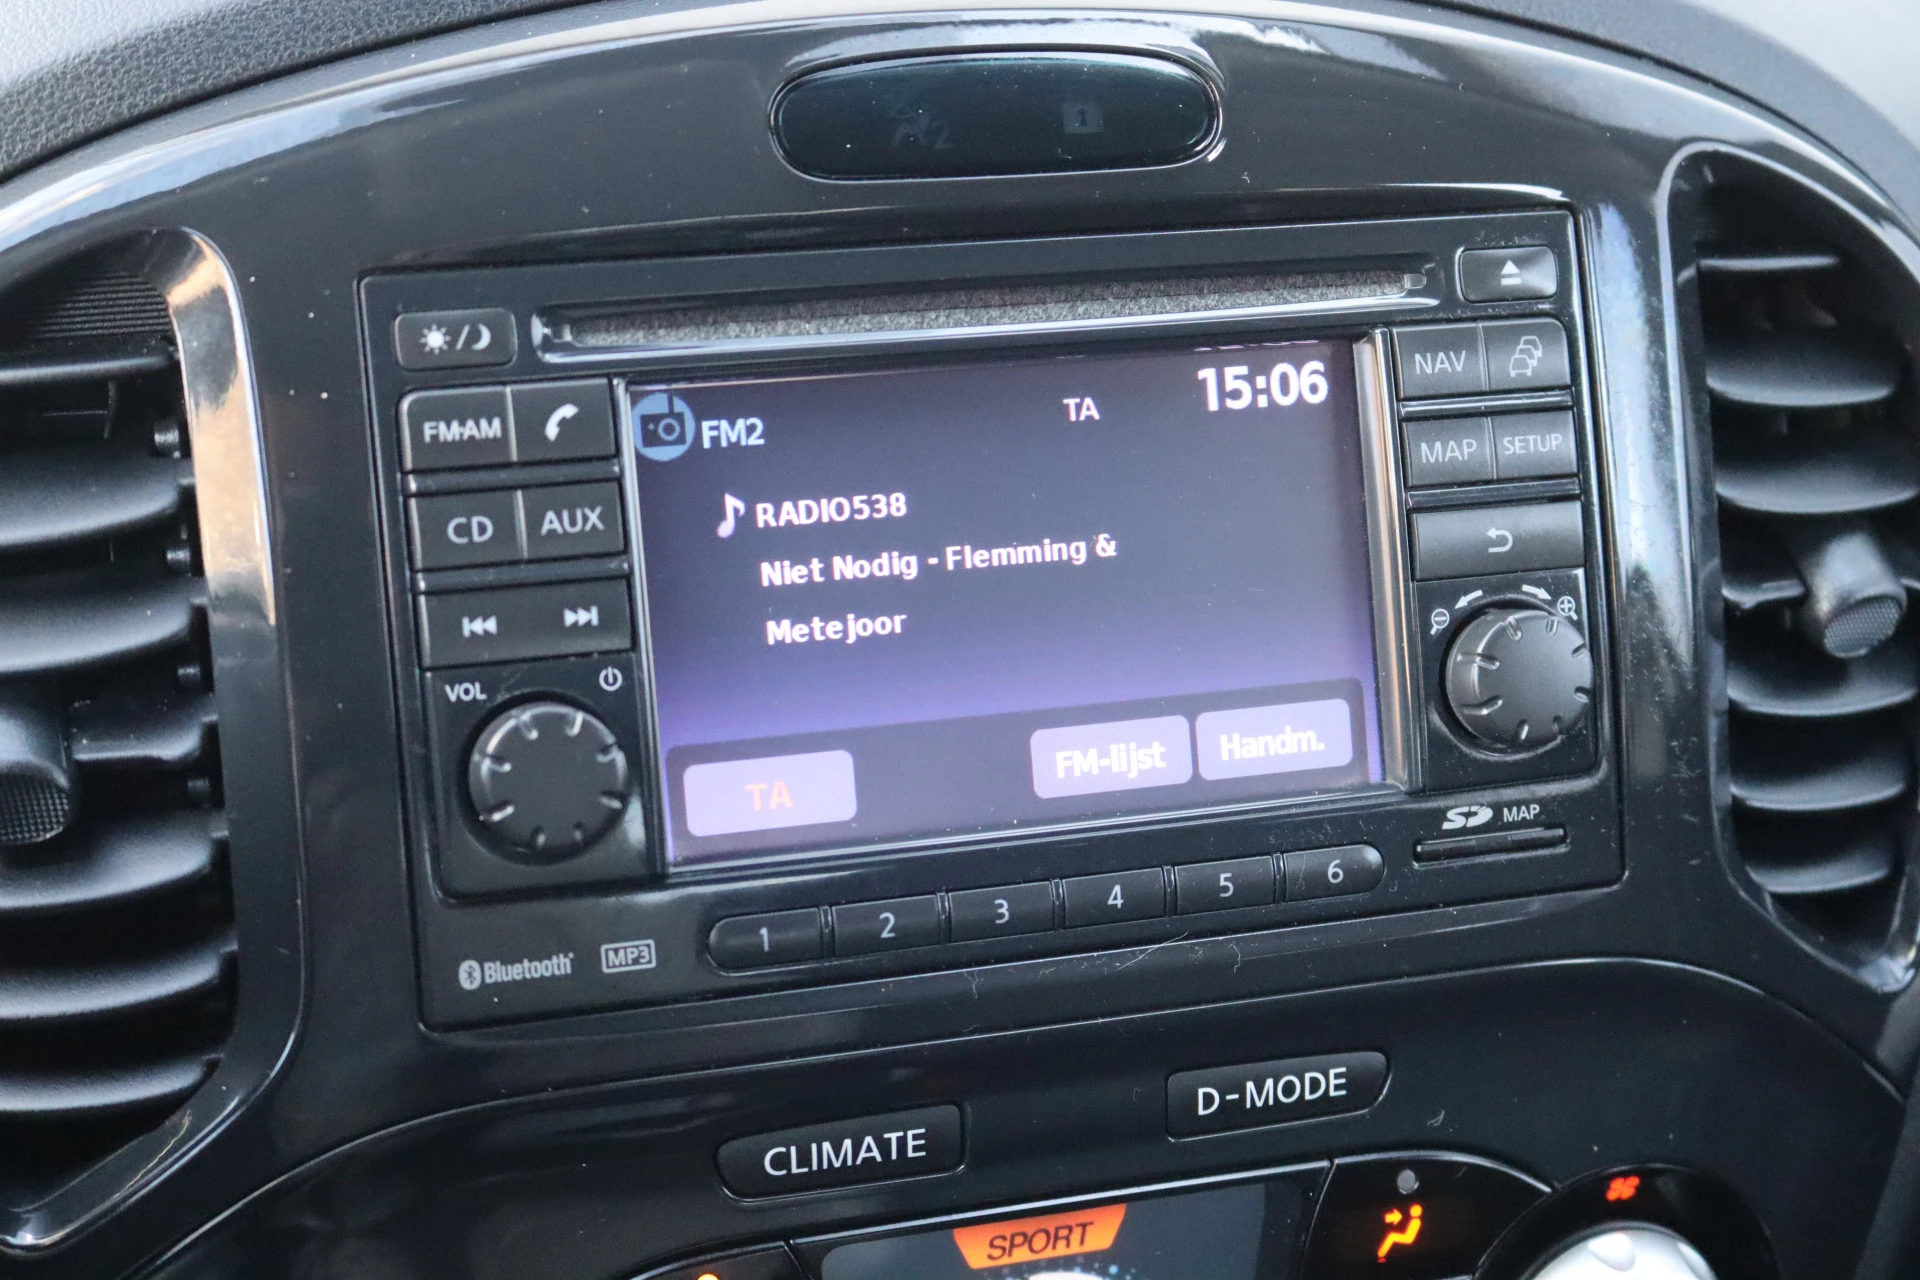 FM2 TA 15:06
RADIO538
Niet Nodig - Flemming &
Metejoor
TA FM-lijst Handm.
FM·AM
CD AUX
VOL
NAV
MAP SETUP
SD MAP
1 2 3 4 5 6
Bluetooth MP3
CLIMATE D-MODE
SPORT